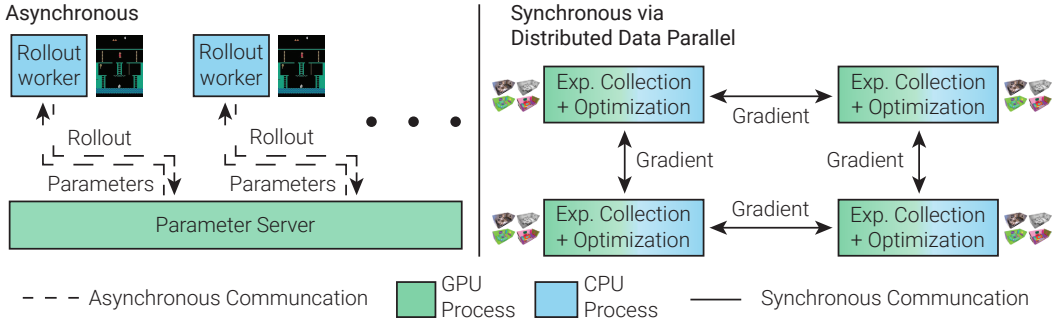 Asynchronous
Rollout
worker
Rollout
worker
Rollout
Parameters
Rollout
Parameters
Parameter Server
Synchronous via
Distributed Data Parallel
Exp. Collection
+ Optimization
Gradient
Exp. Collection
+ Optimization
Gradient
Gradient
Exp. Collection
+ Optimization
Gradient
Exp. Collection
+ Optimization
Asynchronous Communcation
GPU
Process
CPU
Process
Synchronous Communcation